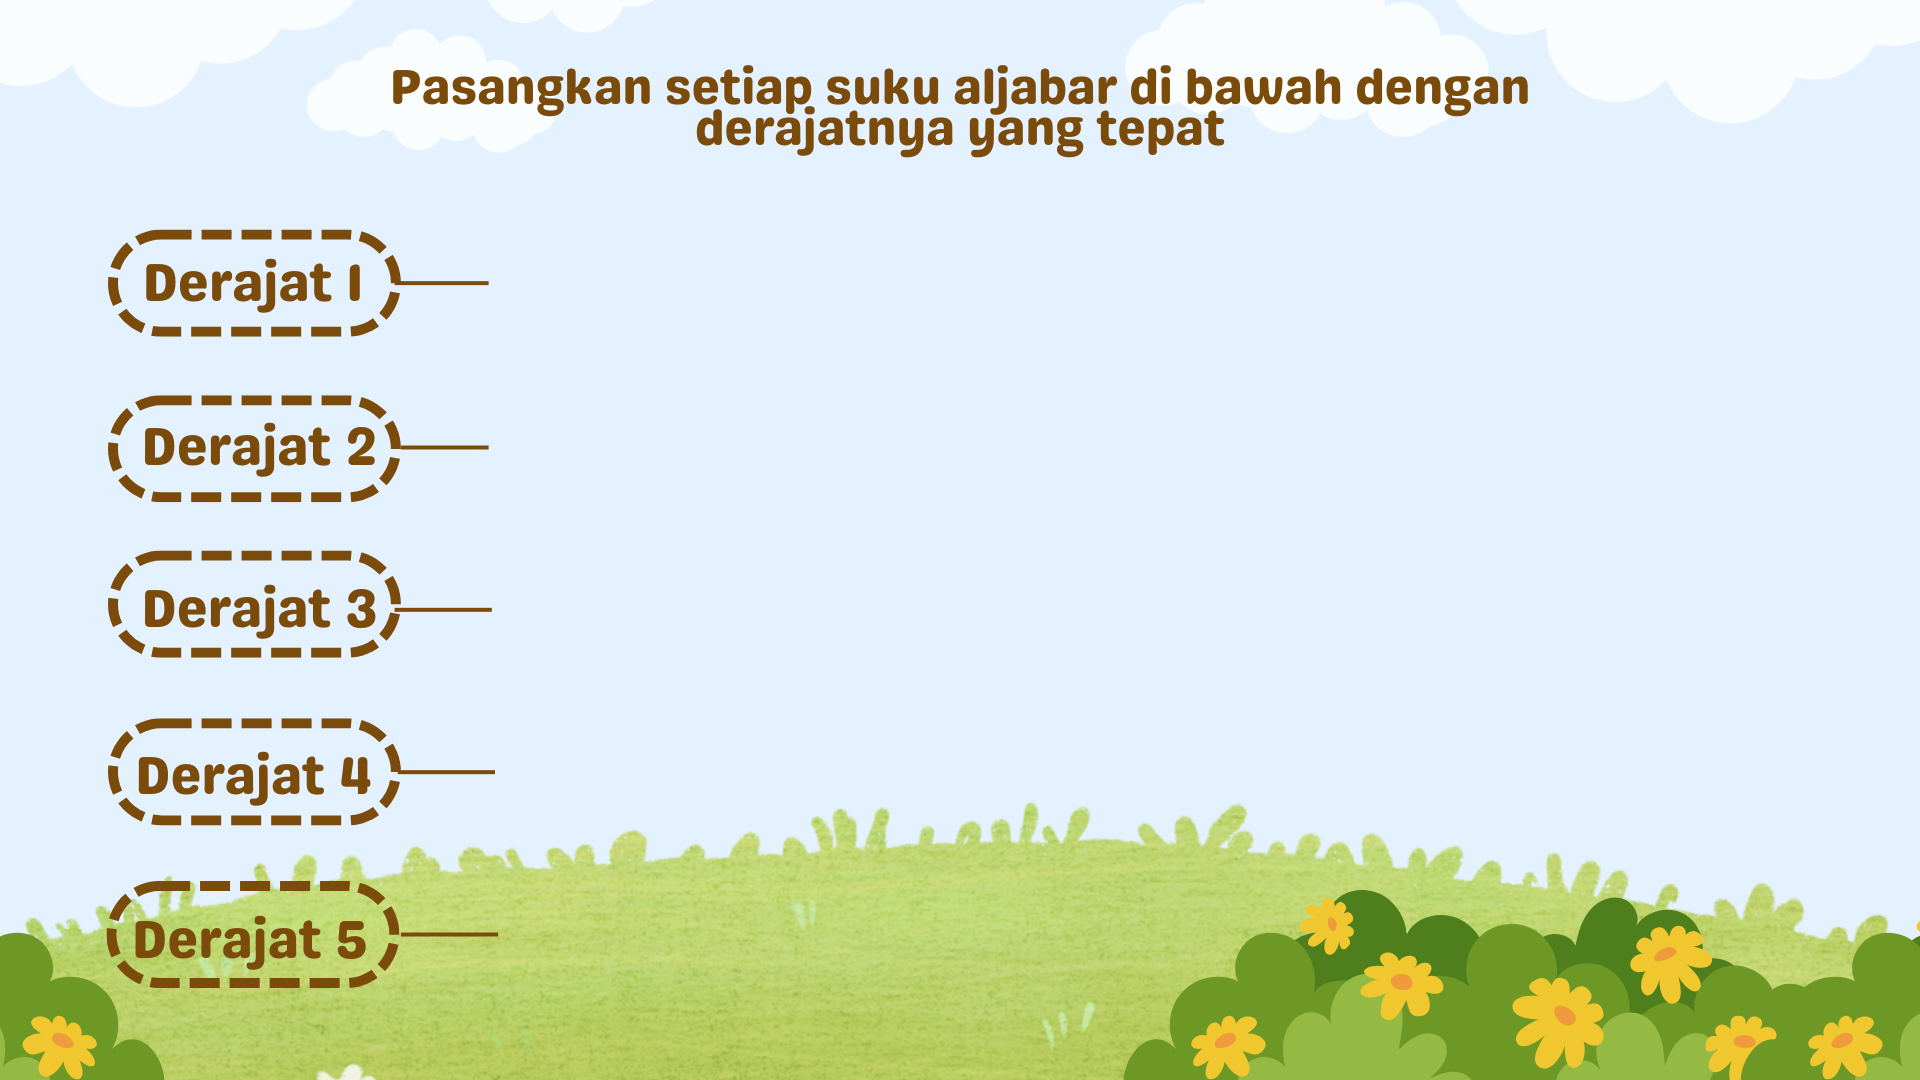 Pasangkan setiap suku aljabar di bawah dengan
derajatnya yang tepat
Derajat 1
Derajat 2
Derajat 3
Derajat 4
Derajat 5